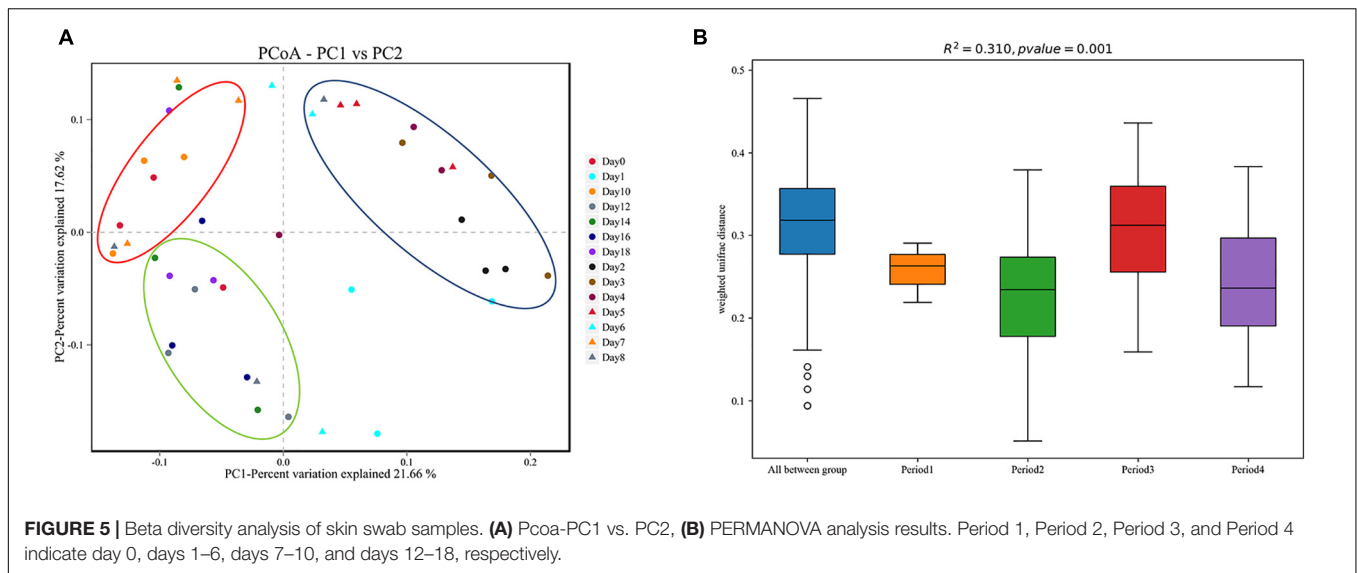 A
PCoA - PC1 vs PC2
PC2-Percent variation explained 17.62 %
0.1
0.0
-0.1
-0.1
0.0
0.1
0.2
PC1-Percent variation explained 21.66 %
Day0
Day1
Day10
Day12
Day14
Day16
Day18
Day2
Day3
Day4
Day5
Day6
Day7
Day8
B
R² = 0.310, pvalue = 0.001
weighted unifrac distance
0.5
0.4
0.3
0.2
0.1
All between group
Period1
Period2
Period3
Period4
FIGURE 5 | Beta diversity analysis of skin swab samples. (A) Pcoa-PC1 vs. PC2, (B) PERMANOVA analysis results. Period 1, Period 2, Period 3, and Period 4
indicate day 0, days 1–6, days 7–10, and days 12–18, respectively.